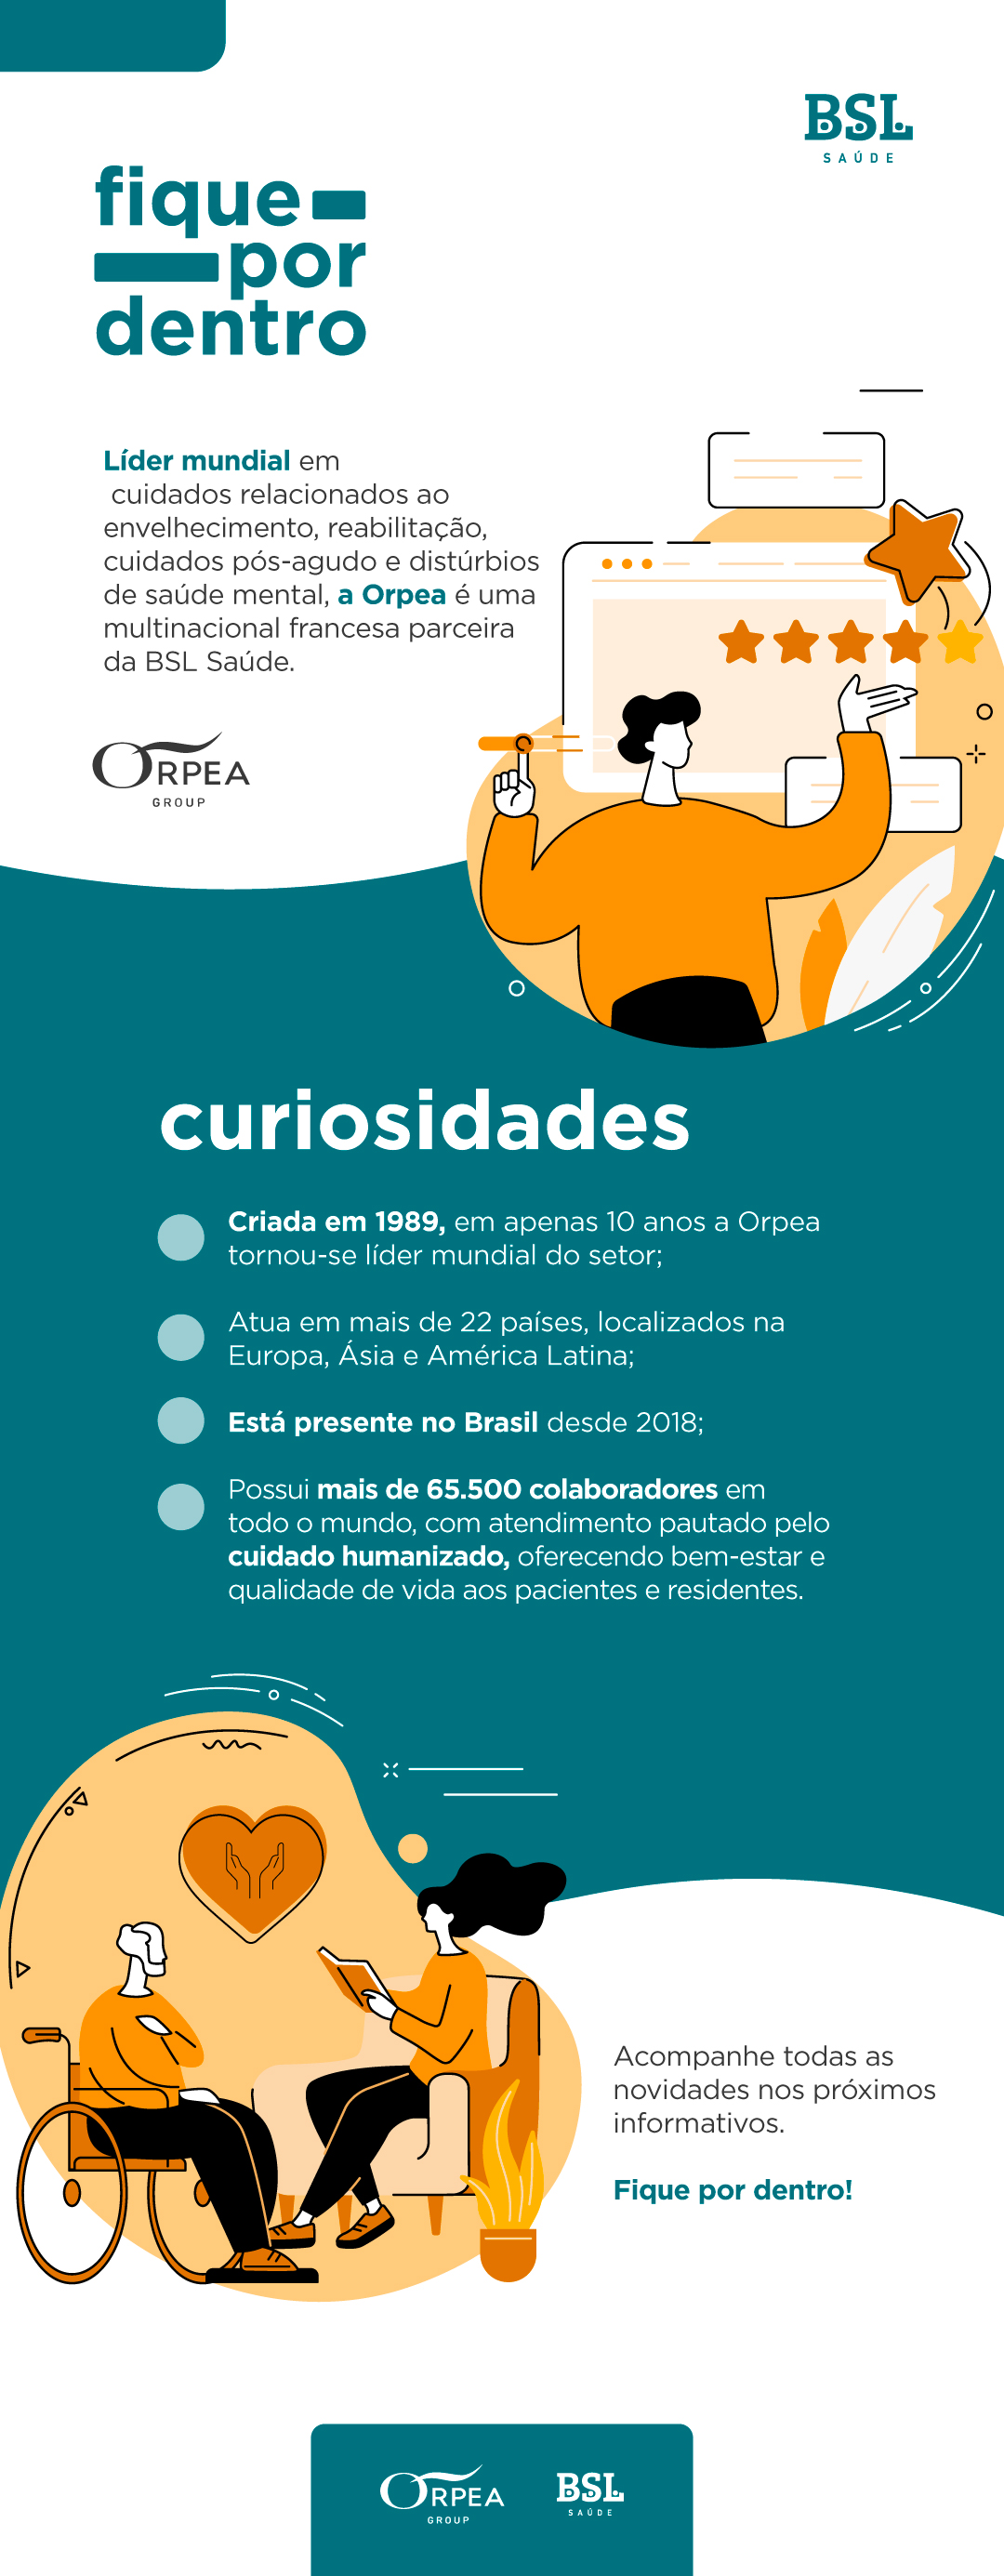 BSL
SAÚDE
fique
por
dentro
Líder mundial em
cuidados relacionados ao
envelhecimento, reabilitação,
cuidados pós-agudo e distúrbios
de saúde mental, a Orpea é uma
multinacional francesa parceira
da BSL Saúde.
ORPEA
GROUP
curiosidades
Criada em 1989, em apenas 10 anos a Orpea
tornou-se líder mundial do setor;
Atua em mais de 22 países, localizados na
Europa, Ásia e América Latina;
Está presente no Brasil desde 2018;
Possui mais de 65.500 colaboradores em
todo o mundo, com atendimento pautado pelo
cuidado humanizado, oferecendo bem-estar e
qualidade de vida aos pacientes e residentes.
Acompanhe todas as
novidades nos próximos
informativos.
Fique por dentro!
ORPEA
GROUP
BSL
SAÚDE